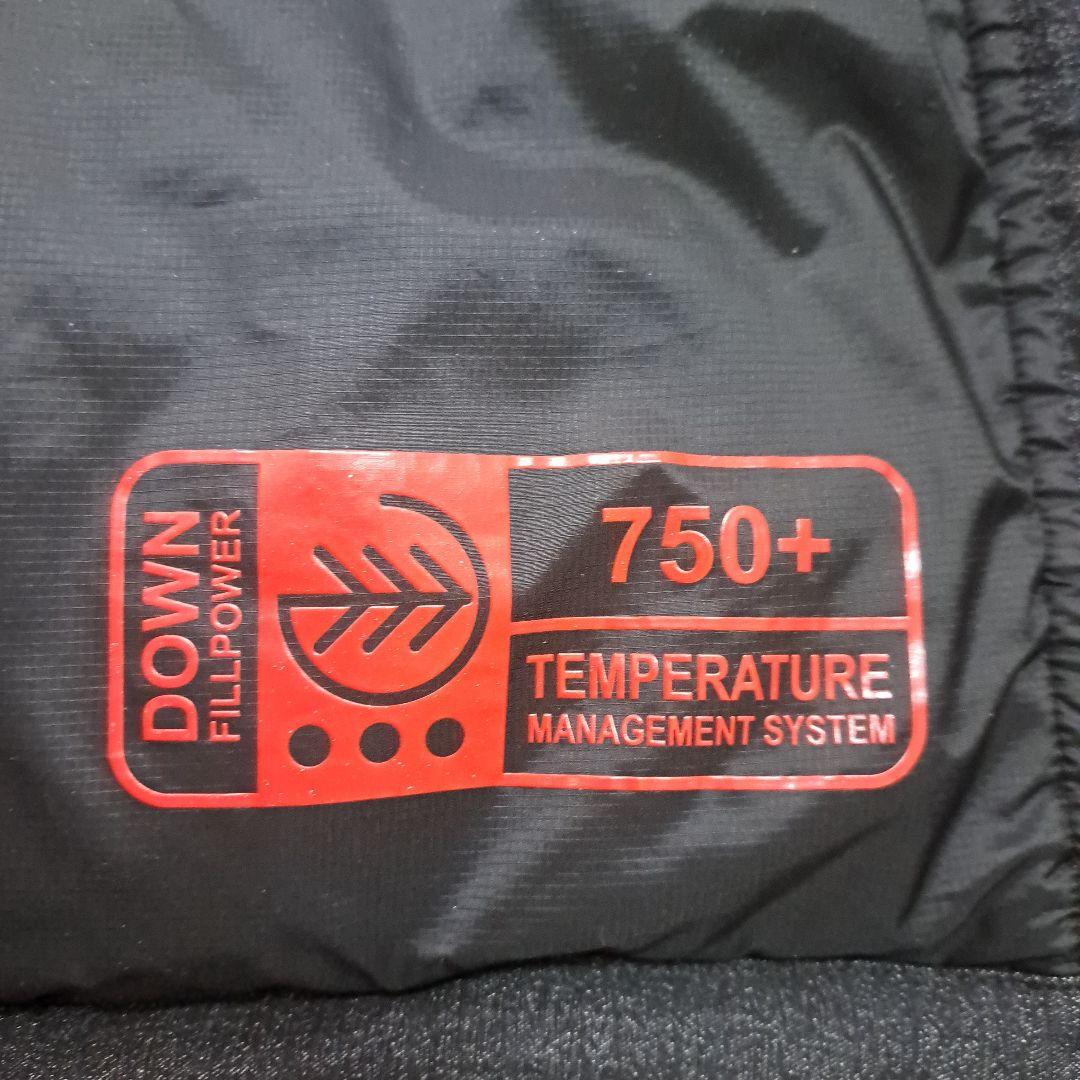 DOWN
FILLPOWER
750+
TEMPERATURE
MANAGEMENT SYSTEM